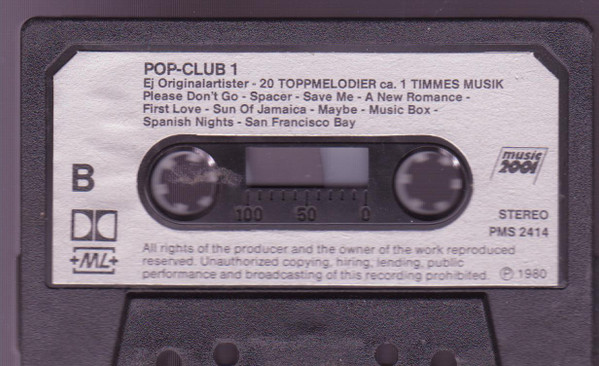 POP-CLUB 1
Ej Originalartister - 20 TOPPMELODIER ca. 1 TIMMES MUSIK
Please Don't Go - Spacer - Save Me - A New Romance -
First Love - Sun Of Jamaica - Maybe - Music Box -
Spanish Nights - San Francisco Bay
B
music
2001
100 50 0
STEREO
PMS 2414
+ML+
All rights of the producer and the owner of the work reproduced
reserved. Unauthorized copying, hiring, lending, public
performance and broadcasting of this recording prohibited. Ⓟ 1980